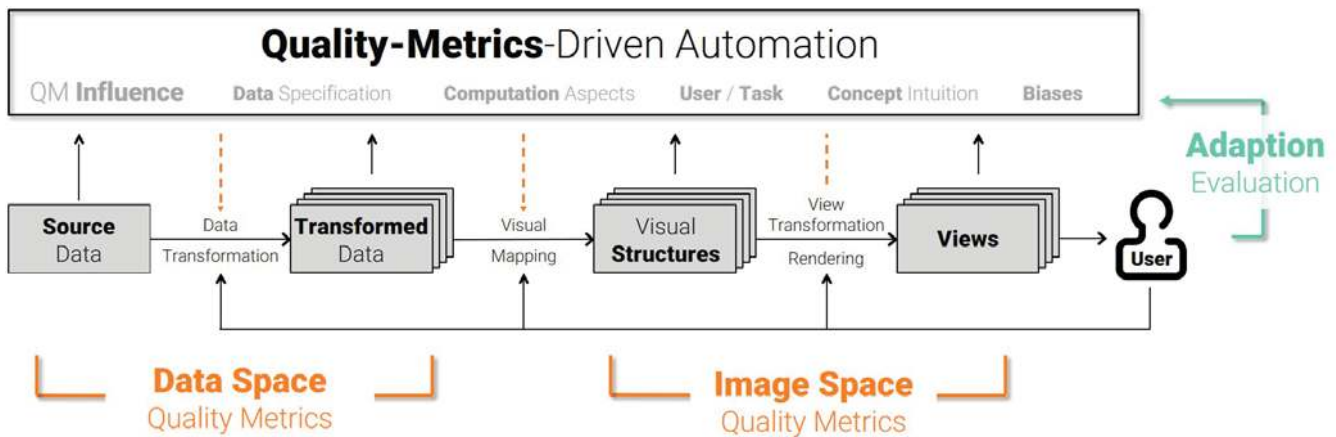 Quality-Metrics-Driven Automation
QM Influence Data Specification Computation Aspects User / Task Concept Intuition Biases
Adaption
Evaluation
Source
Data
Data
Transformation
Transformed
Data
Visual
Mapping
Visual
Structures
View
Transformation
Rendering
Views
User
Data Space
Quality Metrics
Image Space
Quality Metrics